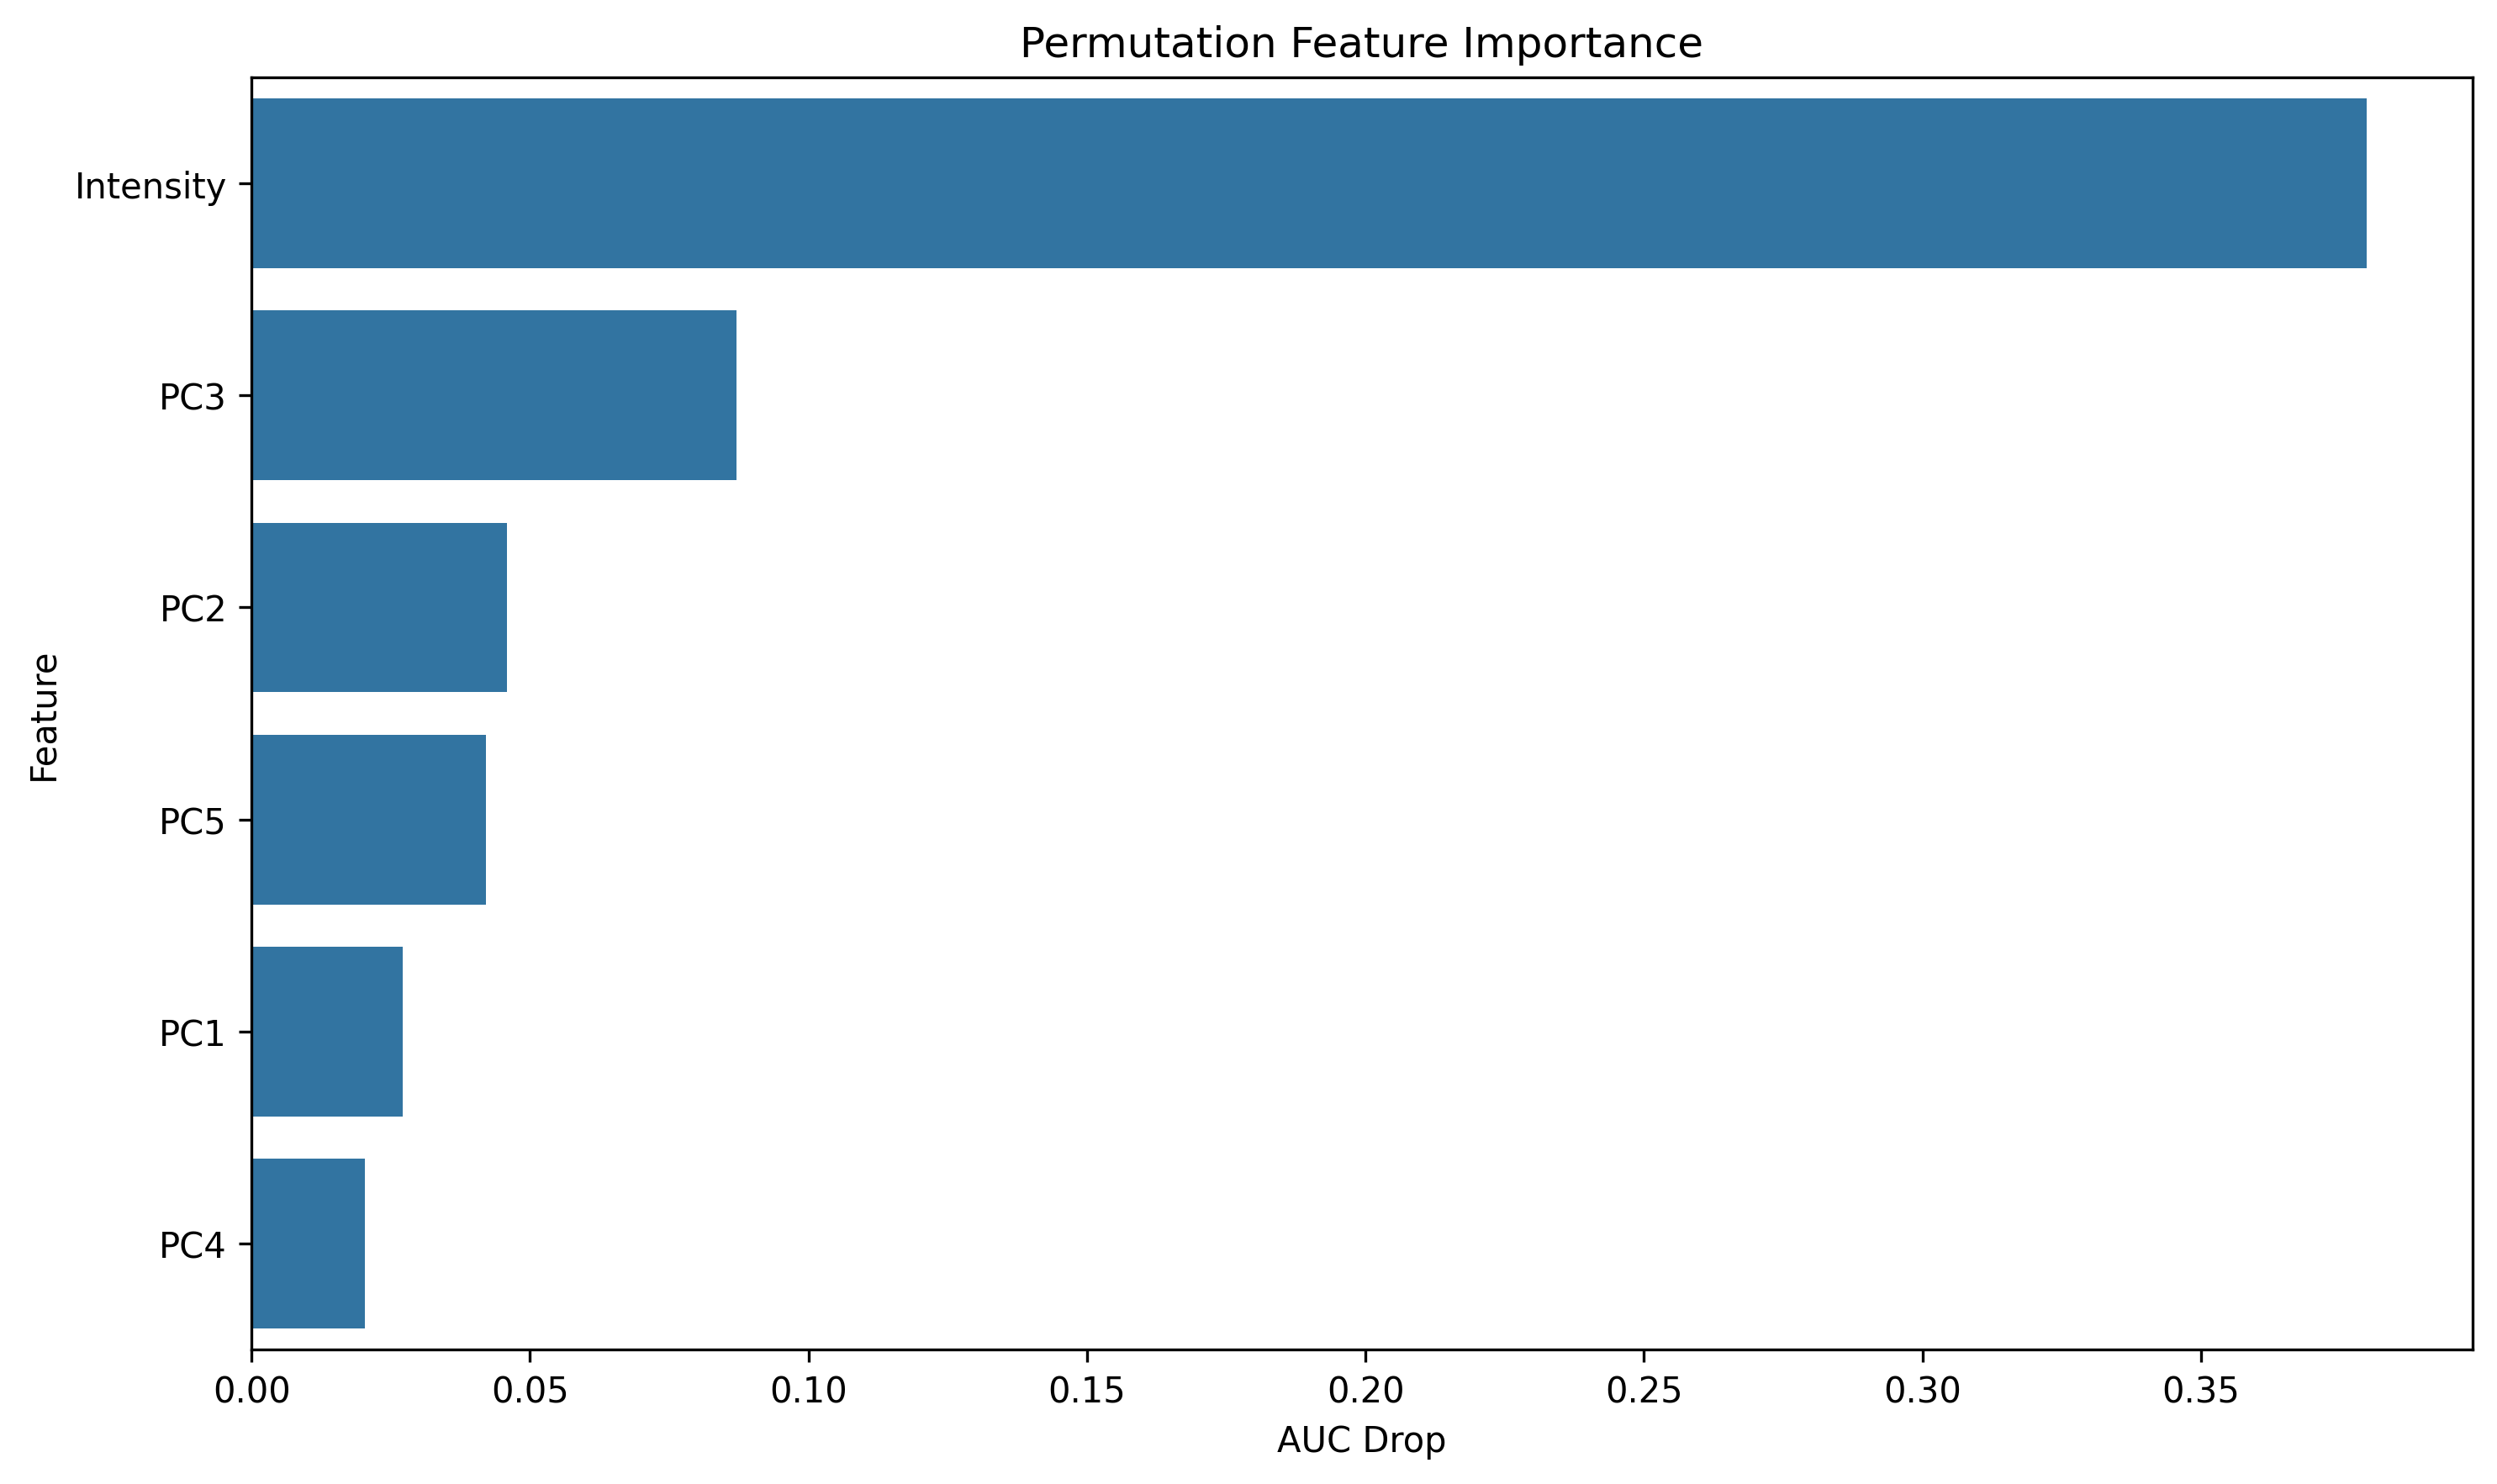 Permutation Feature Importance
Intensity
PC3
PC2
PC5
PC1
PC4
Feature
0.00 0.05 0.10 0.15 0.20 0.25 0.30 0.35
AUC Drop